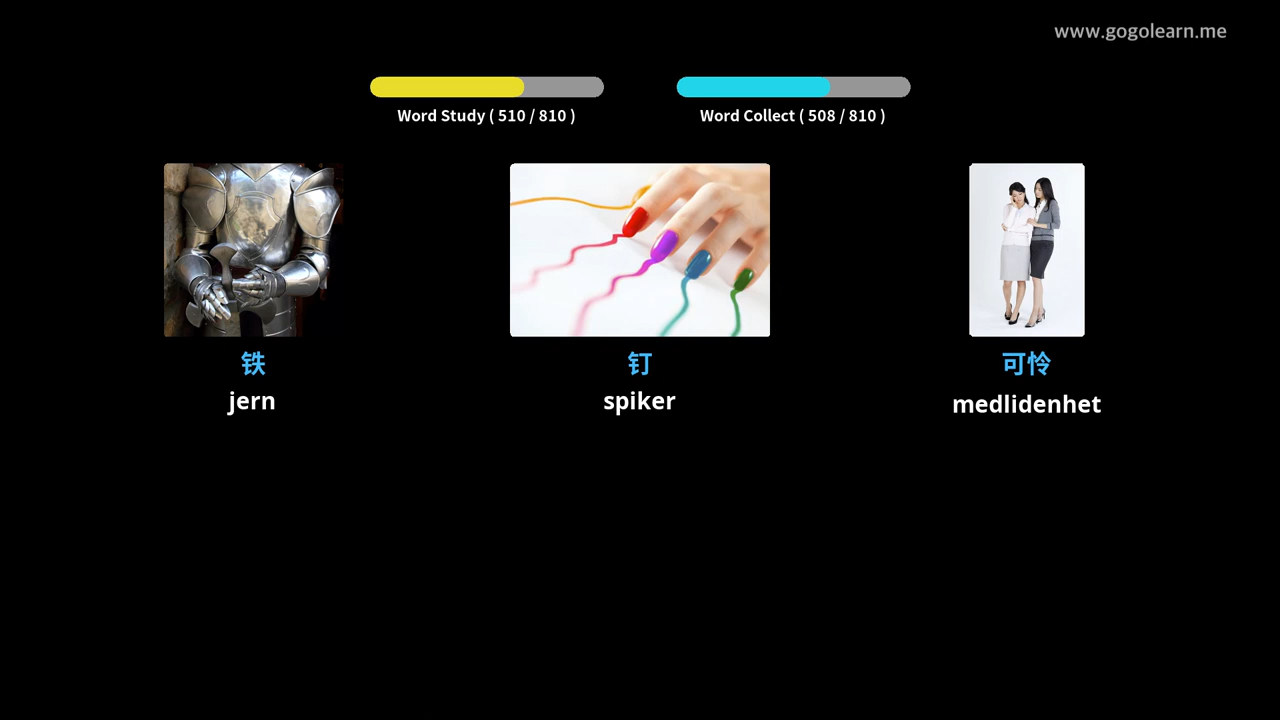 www.gogolearn.me
Word Study ( 510 / 810 )
Word Collect ( 508 / 810 )
铁
jern
钉
spiker
可怜
medlidenhet